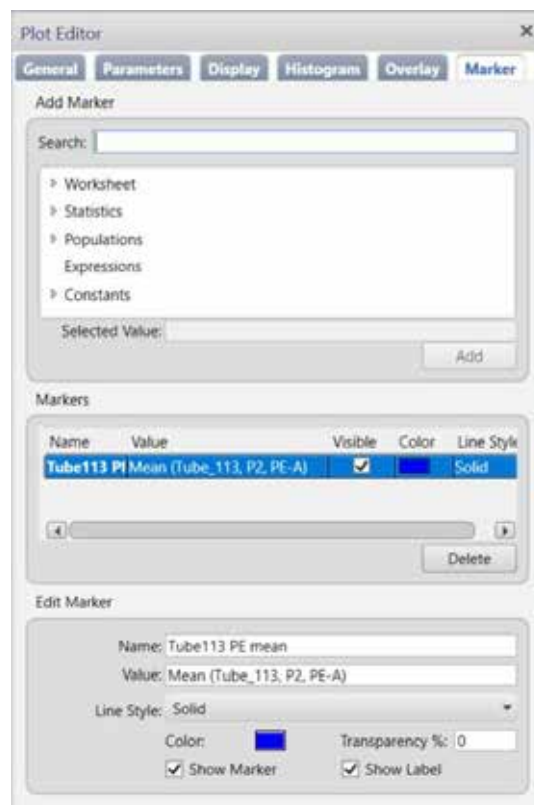 Plot Editor
General Parameters Display Histogram Overlay Marker
Add Marker
Search:
Worksheet
Statistics
Populations
Expressions
Constants
Selected Value:
Add
Markers
Name Value Visible Color Line Style
Tube113 PE Mean (Tube_113, P2, PE-A) Solid
Delete
Edit Marker
Name: Tube113 PE mean
Value: Mean (Tube_113, P2, PE-A)
Line Style: Solid
Color: Transparency %: 0
Show Marker Show Label